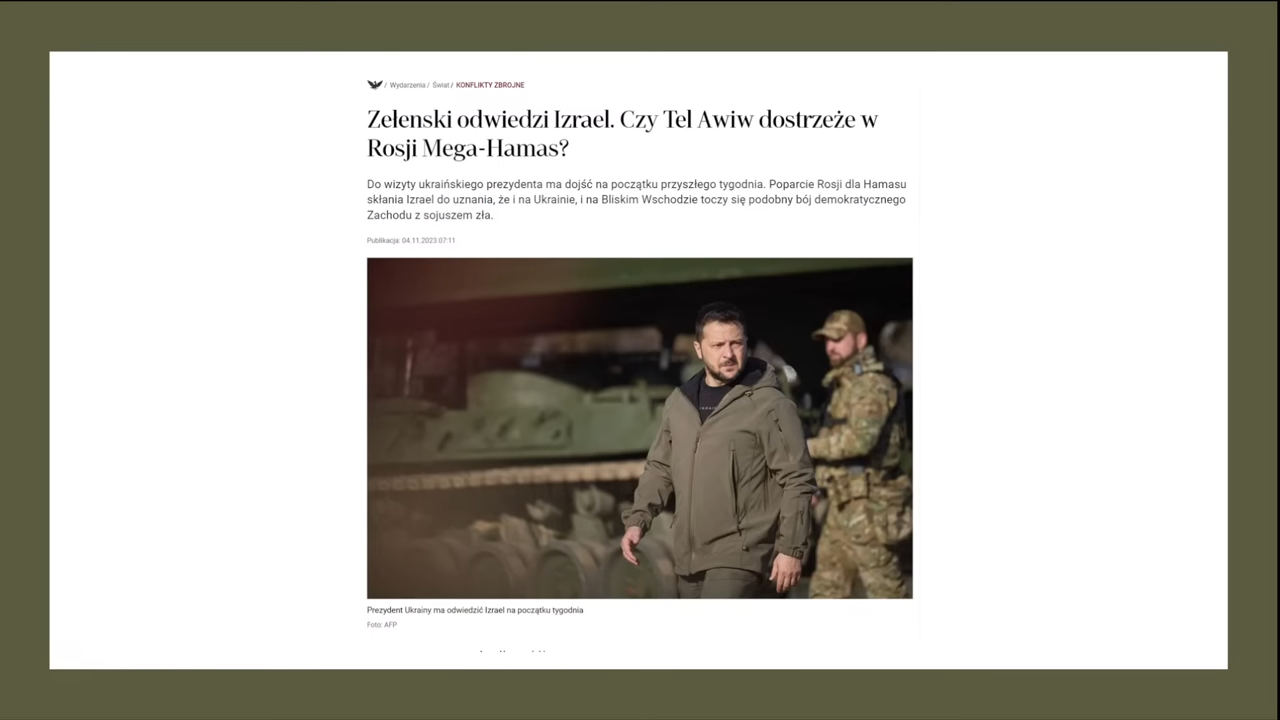 / Wydarzenia / Świat / KONFLIKTY ZBROJNE
Zełenski odwiedzi Izrael. Czy Tel Awiw dostrzeże w
Rosji Mega-Hamas?
Do wizyty ukraińskiego prezydenta ma dojść na początku przyszłego tygodnia. Poparcie Rosji dla Hamasu
skłania Izrael do uznania, że i na Ukrainie, i na Bliskim Wschodzie toczy się podobny bój demokratycznego
Zachodu z sojuszem zła.
Publikacja: 04.11.2023 07:11
Prezydent Ukrainy ma odwiedzić Izrael na początku tygodnia
Foto: AFP